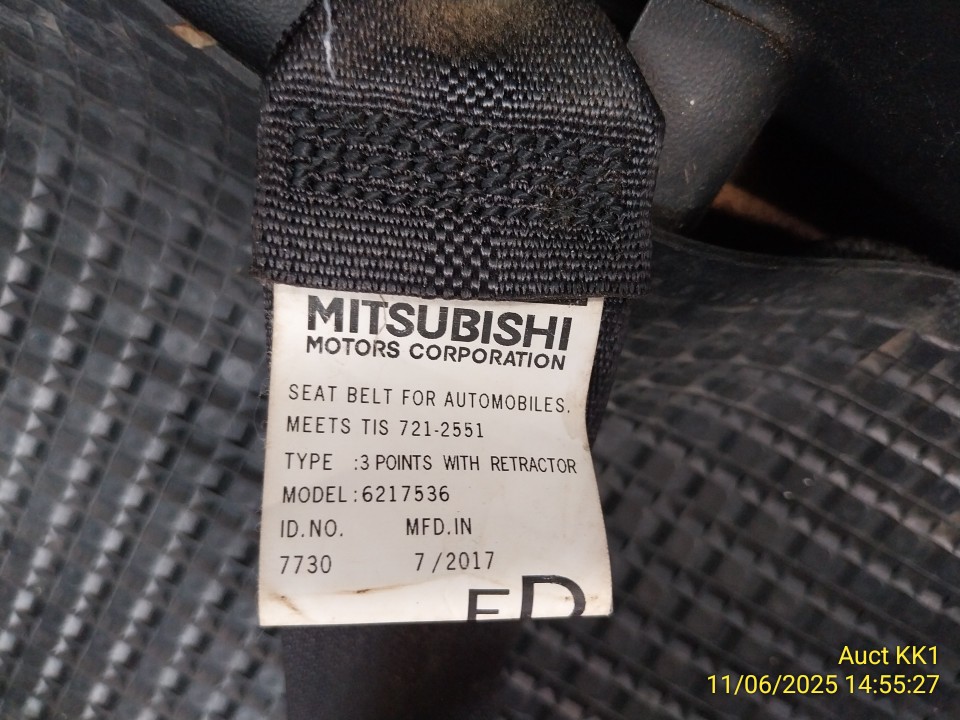 MITSUBISHI
MOTORS CORPORATION
SEAT BELT FOR AUTOMOBILES.
MEETS TIS 721-2551
TYPE :3 POINTS WITH RETRACTOR
MODEL:6217536
ID.NO. MFD.IN
7730 7/2017
Auct KK1
11/06/2025 14:55:27